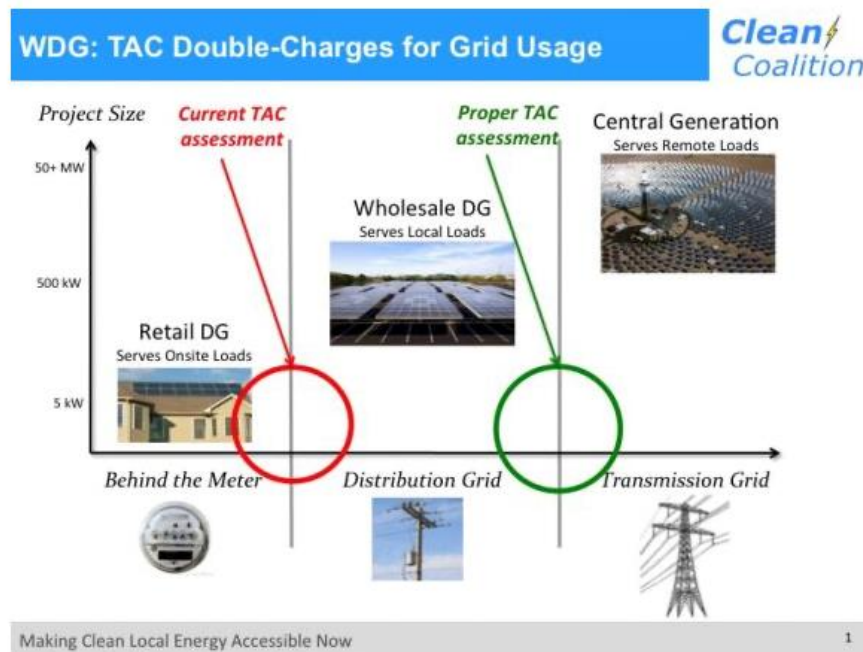 WDG: TAC Double-Charges for Grid Usage
Clean
Coalition
Project Size
Current TAC
assessment
Proper TAC
assessment
Central Generation
Serves Remote Loads
50+ MW
Wholesale DG
Serves Local Loads
500 kW
Retail DG
Serves Onsite Loads
5 kW
Behind the Meter
Distribution Grid
Transmission Grid
Making Clean Local Energy Accessible Now
1